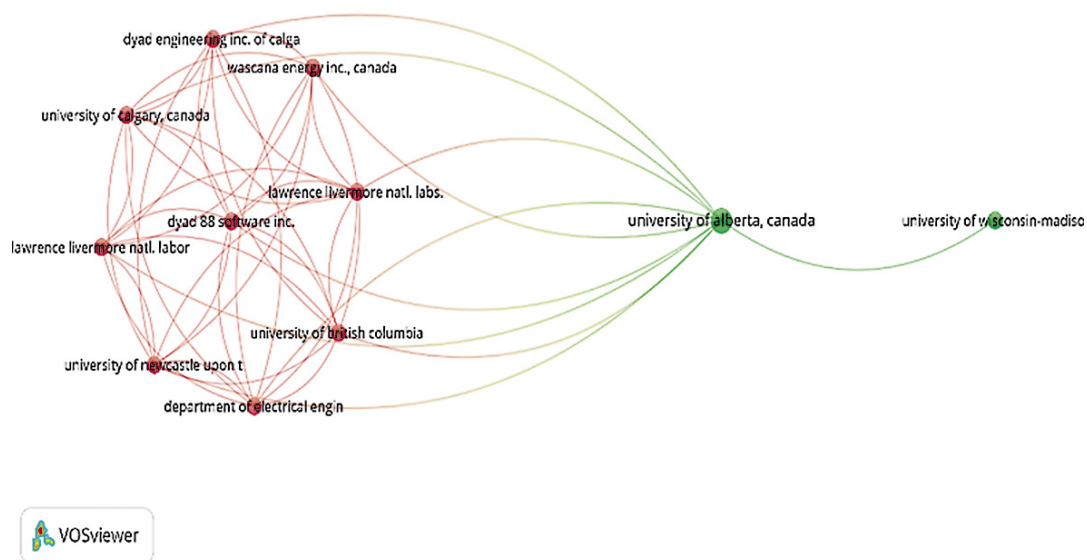 dyad engineering inc. of calga
wascana energy inc., canada
university of calgary, canada
lawrence livermore natl. labs.
dyad 88 software inc.
university of alberta, canada
university of wisconsin-madiso
lawrence livermore natl. labor
university of british columbia
university of newcastle upon t
department of electrical engin
VOSviewer